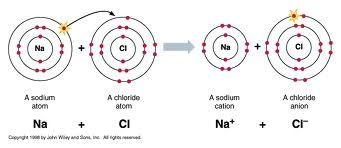 Na + Cl Na + Cl
A sodium atom A chloride atom A sodium cation A chloride anion
Na + Cl Na⁺ + Cl⁻
Copyright 1998 by John Wiley and Sons, Inc. All rights reserved.